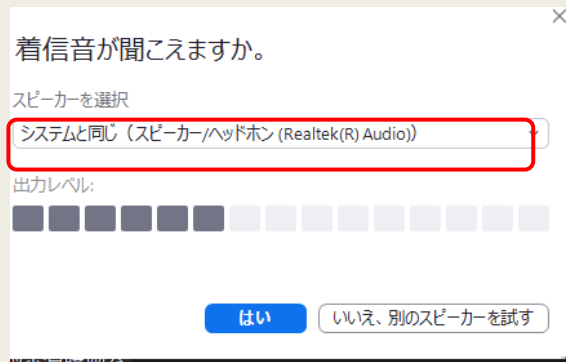 着信音が聞こえますか。
スピーカーを選択
システムと同じ（スピーカー/ヘッドホン (Realtek(R) Audio)）
出力レベル:
はい
いいえ、別のスピーカーを試す